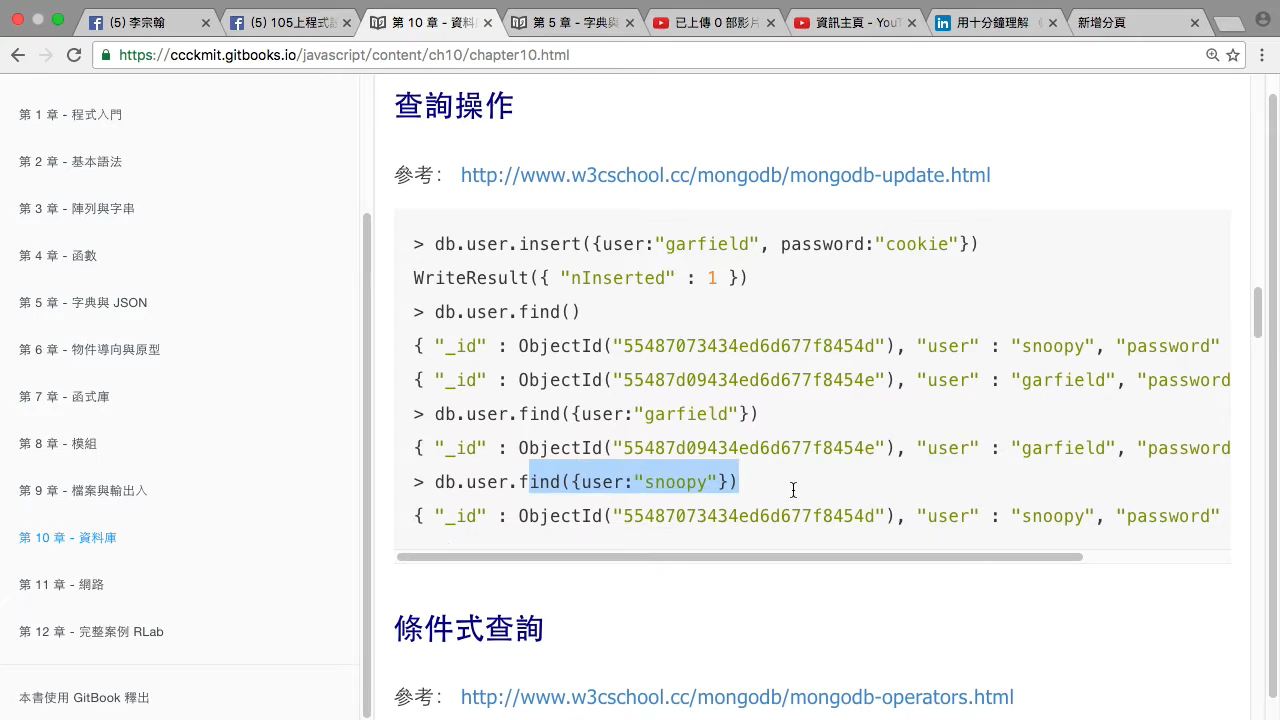 (5) 李宗翰
(5) 105上程式設
第 10 章 - 資料
第 5 章 - 字典與
已上傳 0 部影片
資訊主頁 - YouT
用十分鐘理解
新增分頁
https://ccckmit.gitbooks.io/javascript/content/ch10/chapter10.html
第 1 章 - 程式入門
第 2 章 - 基本語法
第 3 章 - 陣列與字串
第 4 章 - 函數
第 5 章 - 字典與 JSON
第 6 章 - 物件導向與原型
第 7 章 - 函式庫
第 8 章 - 模組
第 9 章 - 檔案與輸出入
第 10 章 - 資料庫
第 11 章 - 網路
第 12 章 - 完整案例 RLab
本書使用 GitBook 釋出
查詢操作
參考： http://www.w3cschool.cc/mongodb/mongodb-update.html
> db.user.insert({user:"garfield", password:"cookie"})
WriteResult({ "nInserted" : 1 })
> db.user.find()
{ "_id" : ObjectId("55487073434ed6d677f8454d"), "user" : "snoopy", "password"
{ "_id" : ObjectId("55487d09434ed6d677f8454e"), "user" : "garfield", "password
> db.user.find({user:"garfield"})
{ "_id" : ObjectId("55487d09434ed6d677f8454e"), "user" : "garfield", "password
> db.user.find({user:"snoopy"})
{ "_id" : ObjectId("55487073434ed6d677f8454d"), "user" : "snoopy", "password"
條件式查詢
參考： http://www.w3cschool.cc/mongodb/mongodb-operators.html